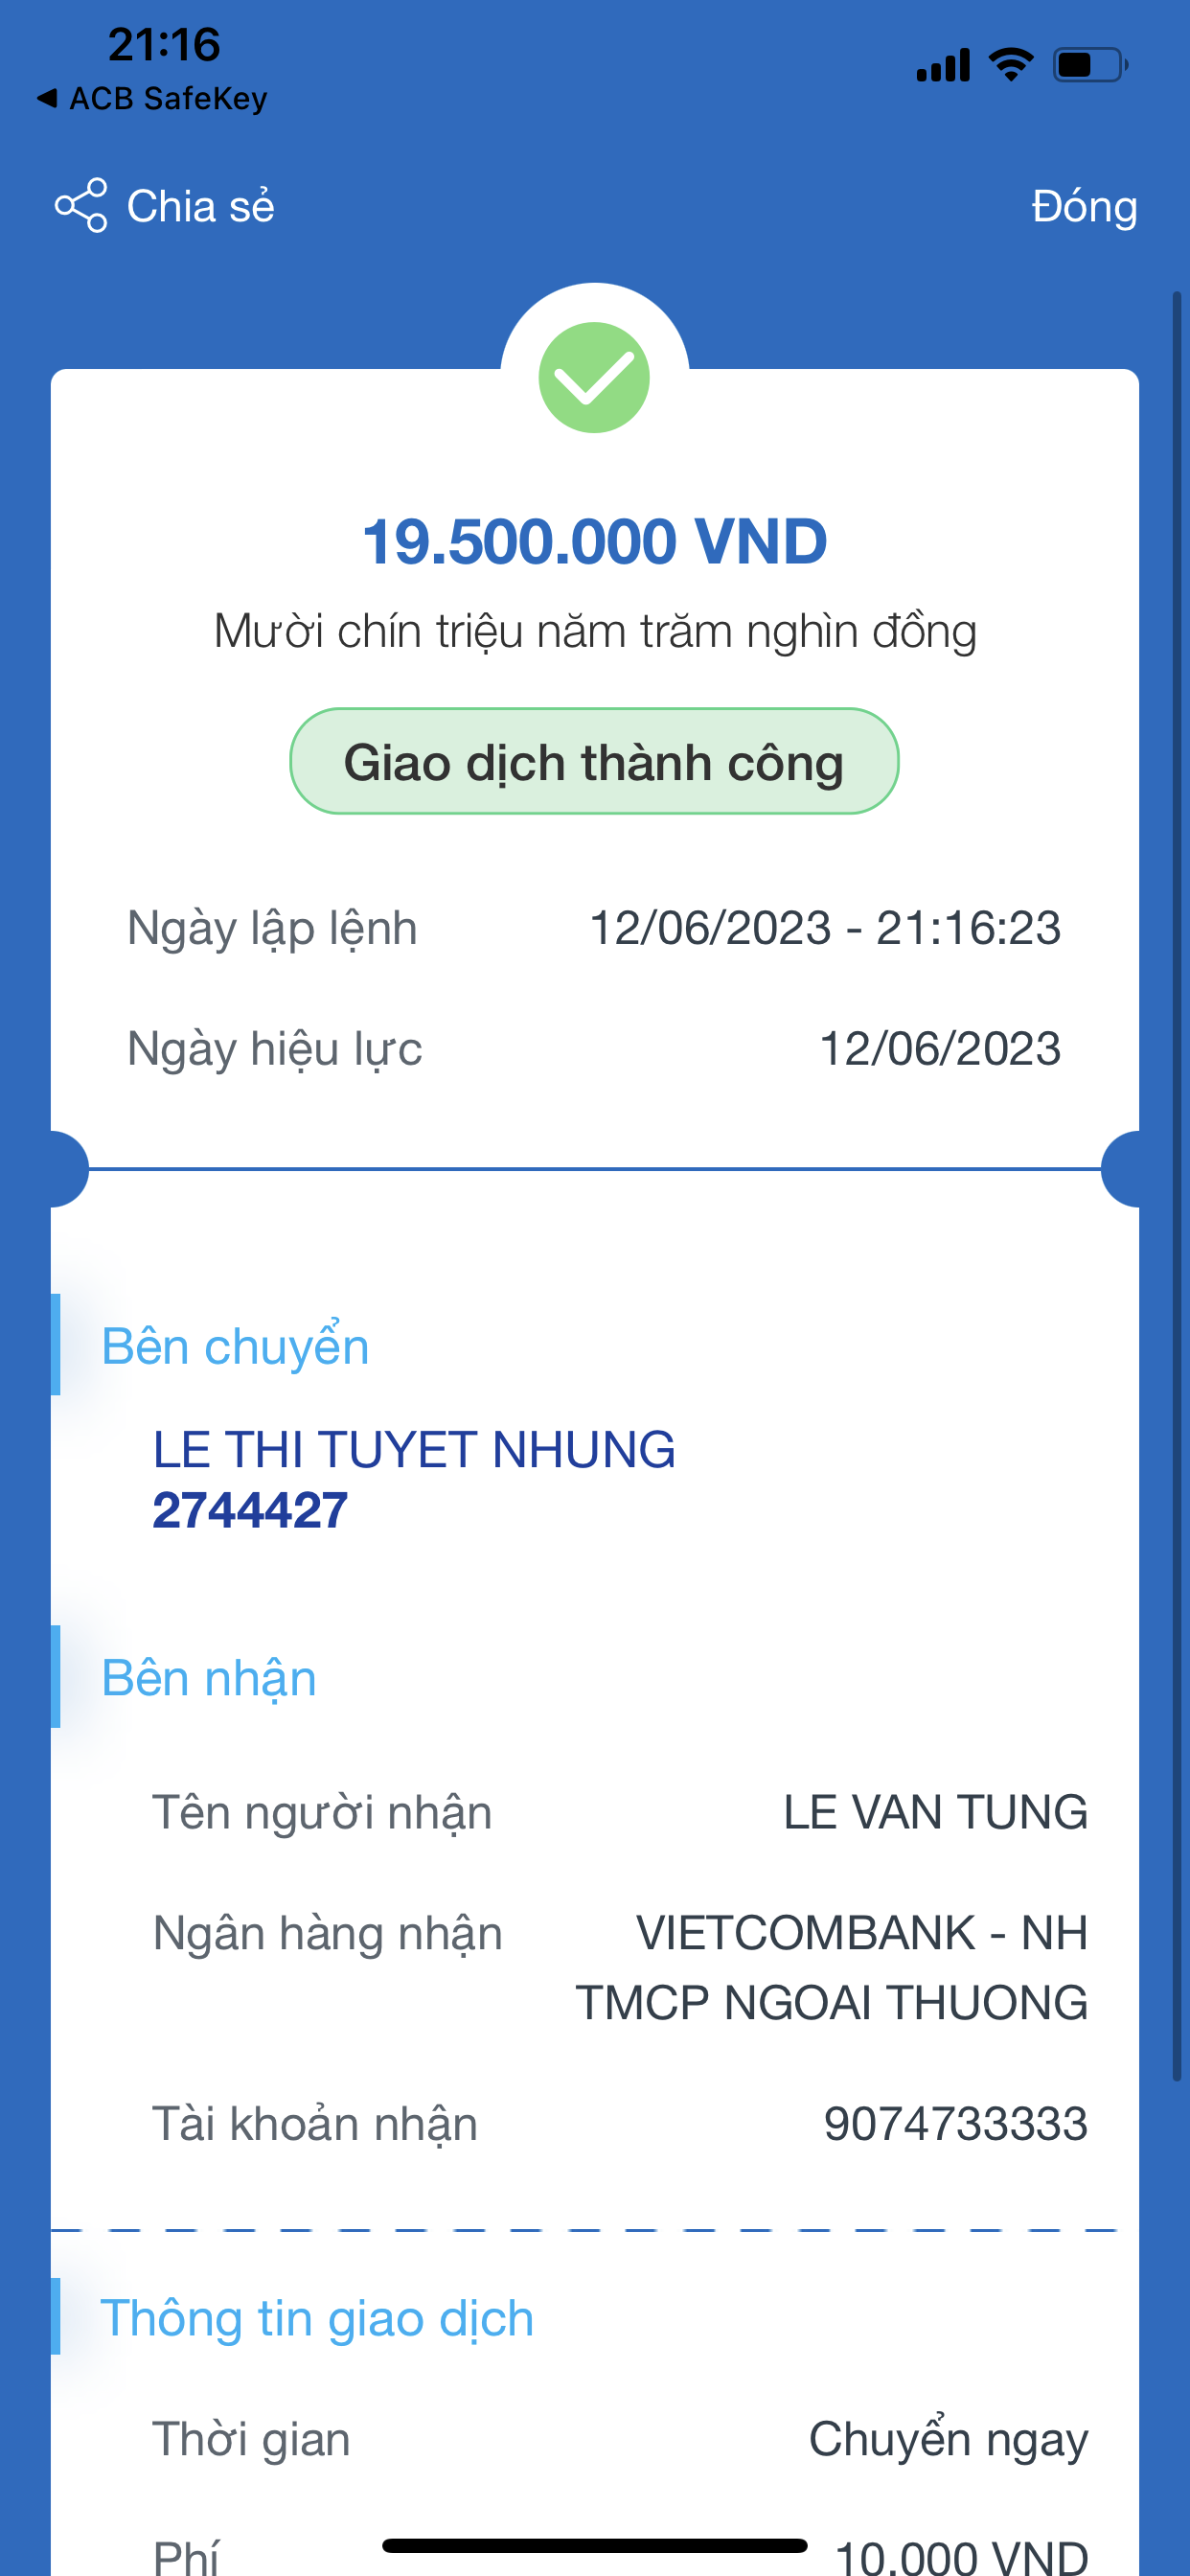 21:16
◀ ACB SafeKey
Chia sẻ
Đóng
19.500.000 VND
Mười chín triệu năm trăm nghìn đồng
Giao dịch thành công
Ngày lập lệnh 12/06/2023 - 21:16:23
Ngày hiệu lực 12/06/2023
Bên chuyển
LE THI TUYET NHUNG
2744427
Bên nhận
Tên người nhận LE VAN TUNG
Ngân hàng nhận VIETCOMBANK - NH
TMCP NGOAI THUONG
Tài khoản nhận 9074733333
Thông tin giao dịch
Thời gian Chuyển ngay
Phí 10.000 VND